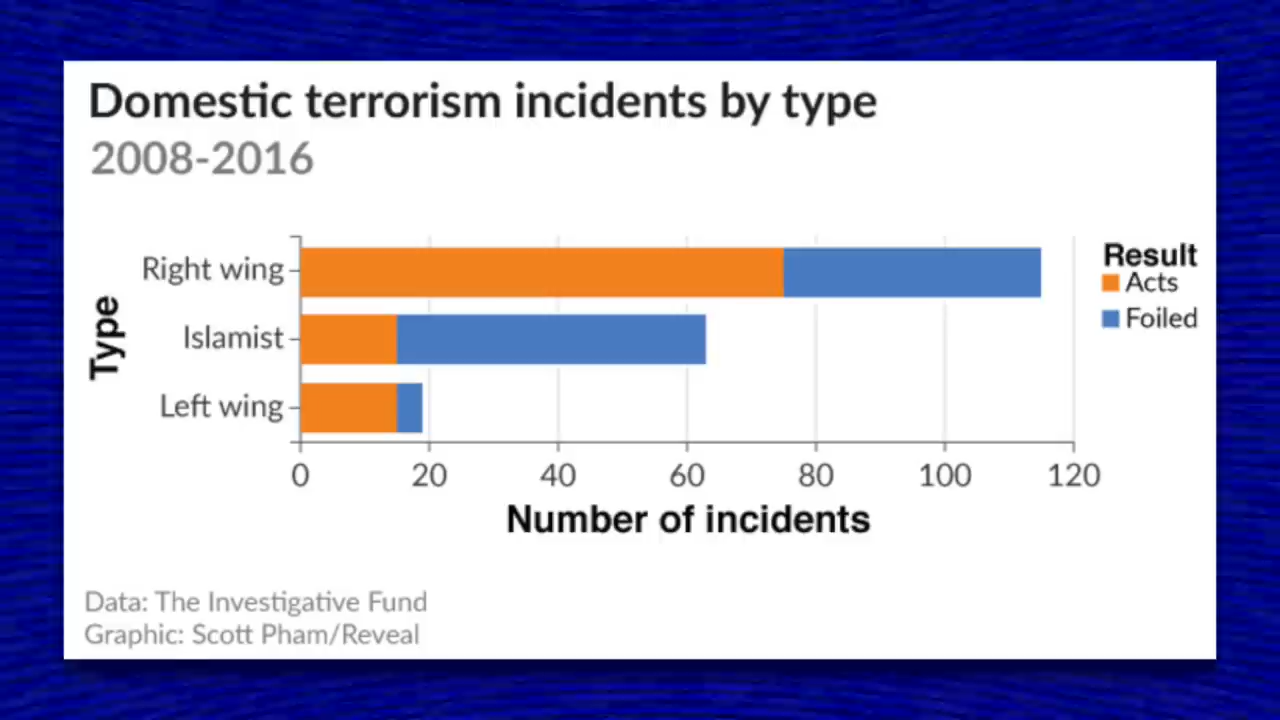 Domestic terrorism incidents by type
2008-2016
Type
Right wing
Islamist
Left wing
0 20 40 60 80 100 120
Number of incidents
Result
Acts
Foiled
Data: The Investigative Fund
Graphic: Scott Pham/Reveal